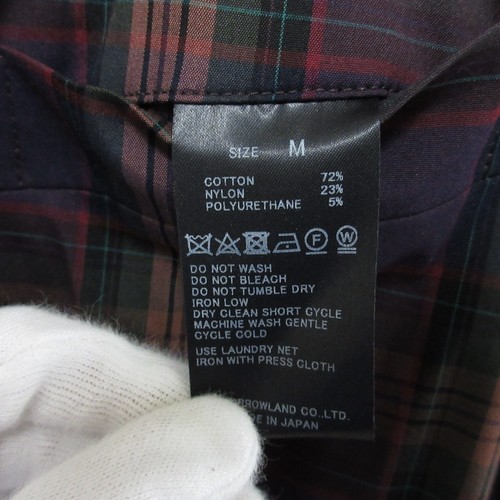 SIZE M
COTTON 72%
NYLON 23%
POLYURETHANE 5%
F W
DO NOT WASH
DO NOT BLEACH
DO NOT TUMBLE DRY
IRON LOW
DRY CLEAN SHORT CYCLE
MACHINE WASH GENTLE
CYCLE COLD
USE LAUNDRY NET
IRON WITH PRESS CLOTH
BROWLAND CO.,LTD.
IN JAPAN